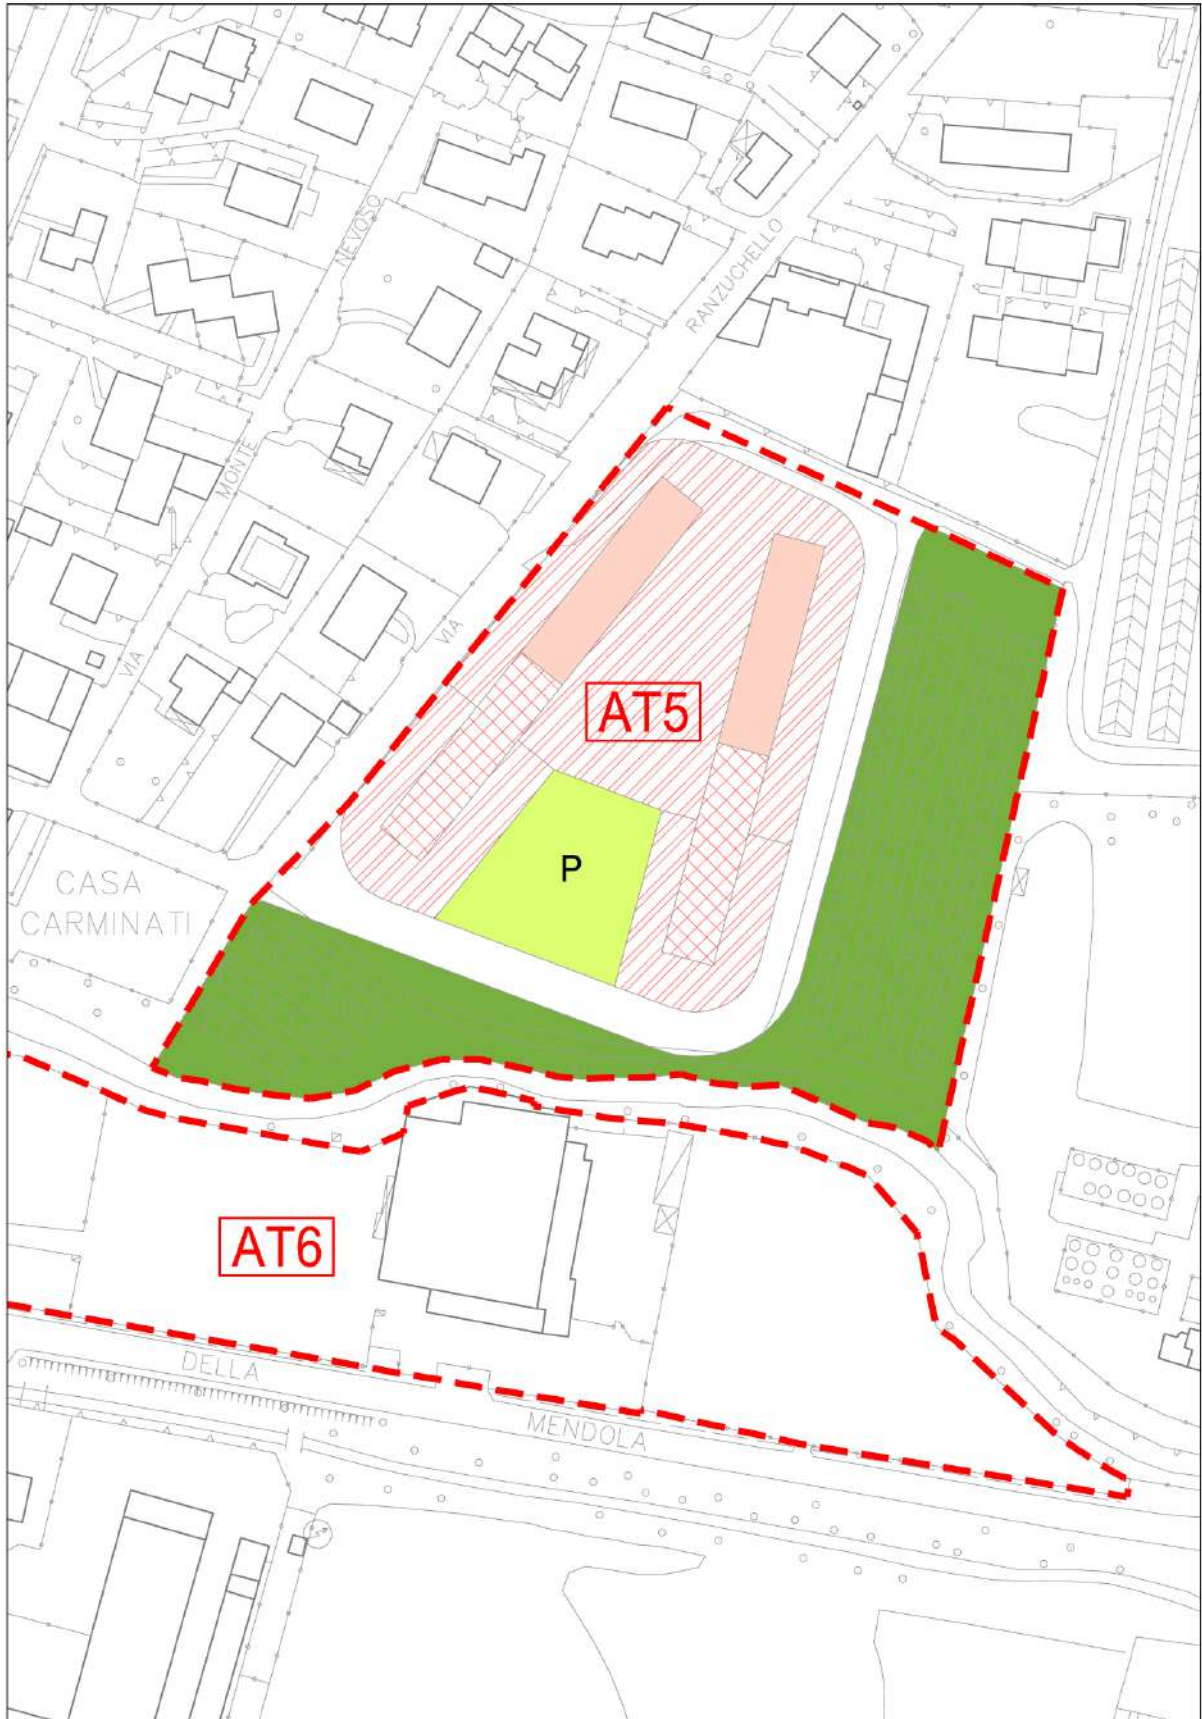 NEVOSO
RANZUCHELLO
MONTE
VIA
VIA
AT5
P
CASA
CARMINATI
AT6
DELLA
MENDOLA